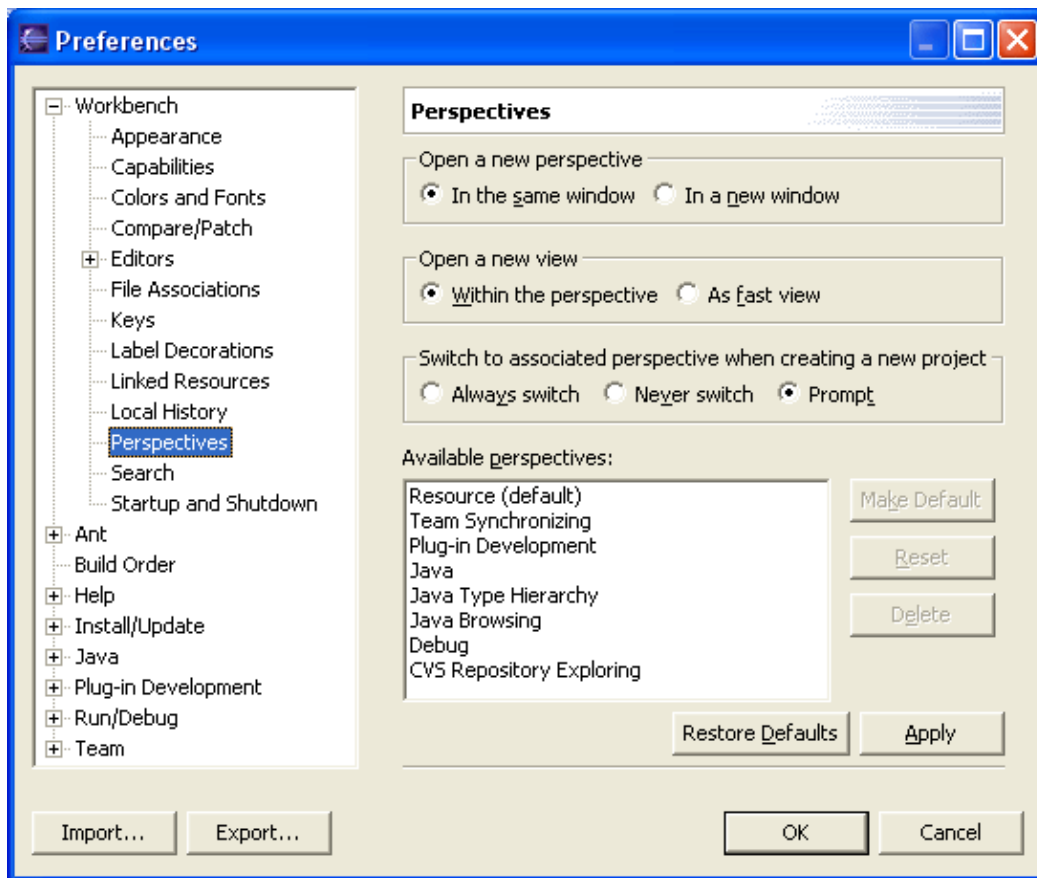 Preferences
Workbench
Appearance
Capabilities
Colors and Fonts
Compare/Patch
Editors
File Associations
Keys
Label Decorations
Linked Resources
Local History
Perspectives
Search
Startup and Shutdown
Ant
Build Order
Help
Install/Update
Java
Plug-in Development
Run/Debug
Team
Perspectives
Open a new perspective
In the same window In a new window
Open a new view
Within the perspective As fast view
Switch to associated perspective when creating a new project
Always switch Never switch Prompt
Available perspectives:
Resource (default)
Team Synchronizing
Plug-in Development
Java
Java Type Hierarchy
Java Browsing
Debug
CVS Repository Exploring
Make Default
Reset
Delete
Restore Defaults Apply
Import... Export... OK Cancel